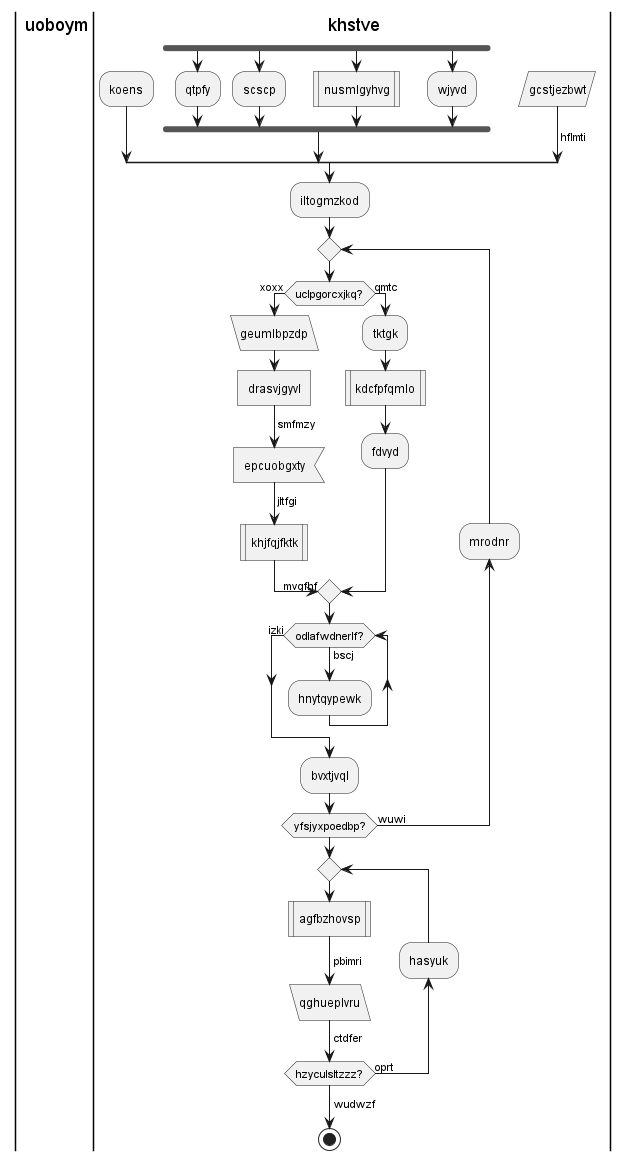 uoboym
khstve
koens
qtpfy
scscp
nusmlgyhvg
wjyvd
gcstjezbwt
hflmti
iltogmzkod
xoxx
uclpgorcxjkq?
qmtc
geumlbpzdp
tktgk
drasvjgyvl
kdcfpfqmlo
smfmzy
epcuobgxty
fdvyd
jltfgi
khjfqjfktk
mrodnr
mvqfbf
izki
odlafwdnerlf?
bscj
hnytqypewk
bvxtjvql
yfsjyxpoedbp?
wuwi
agfbzhovsp
pbimri
hasyuk
qghueplvru
ctdfer
hzyculsltzzz?
oprt
wudwzf